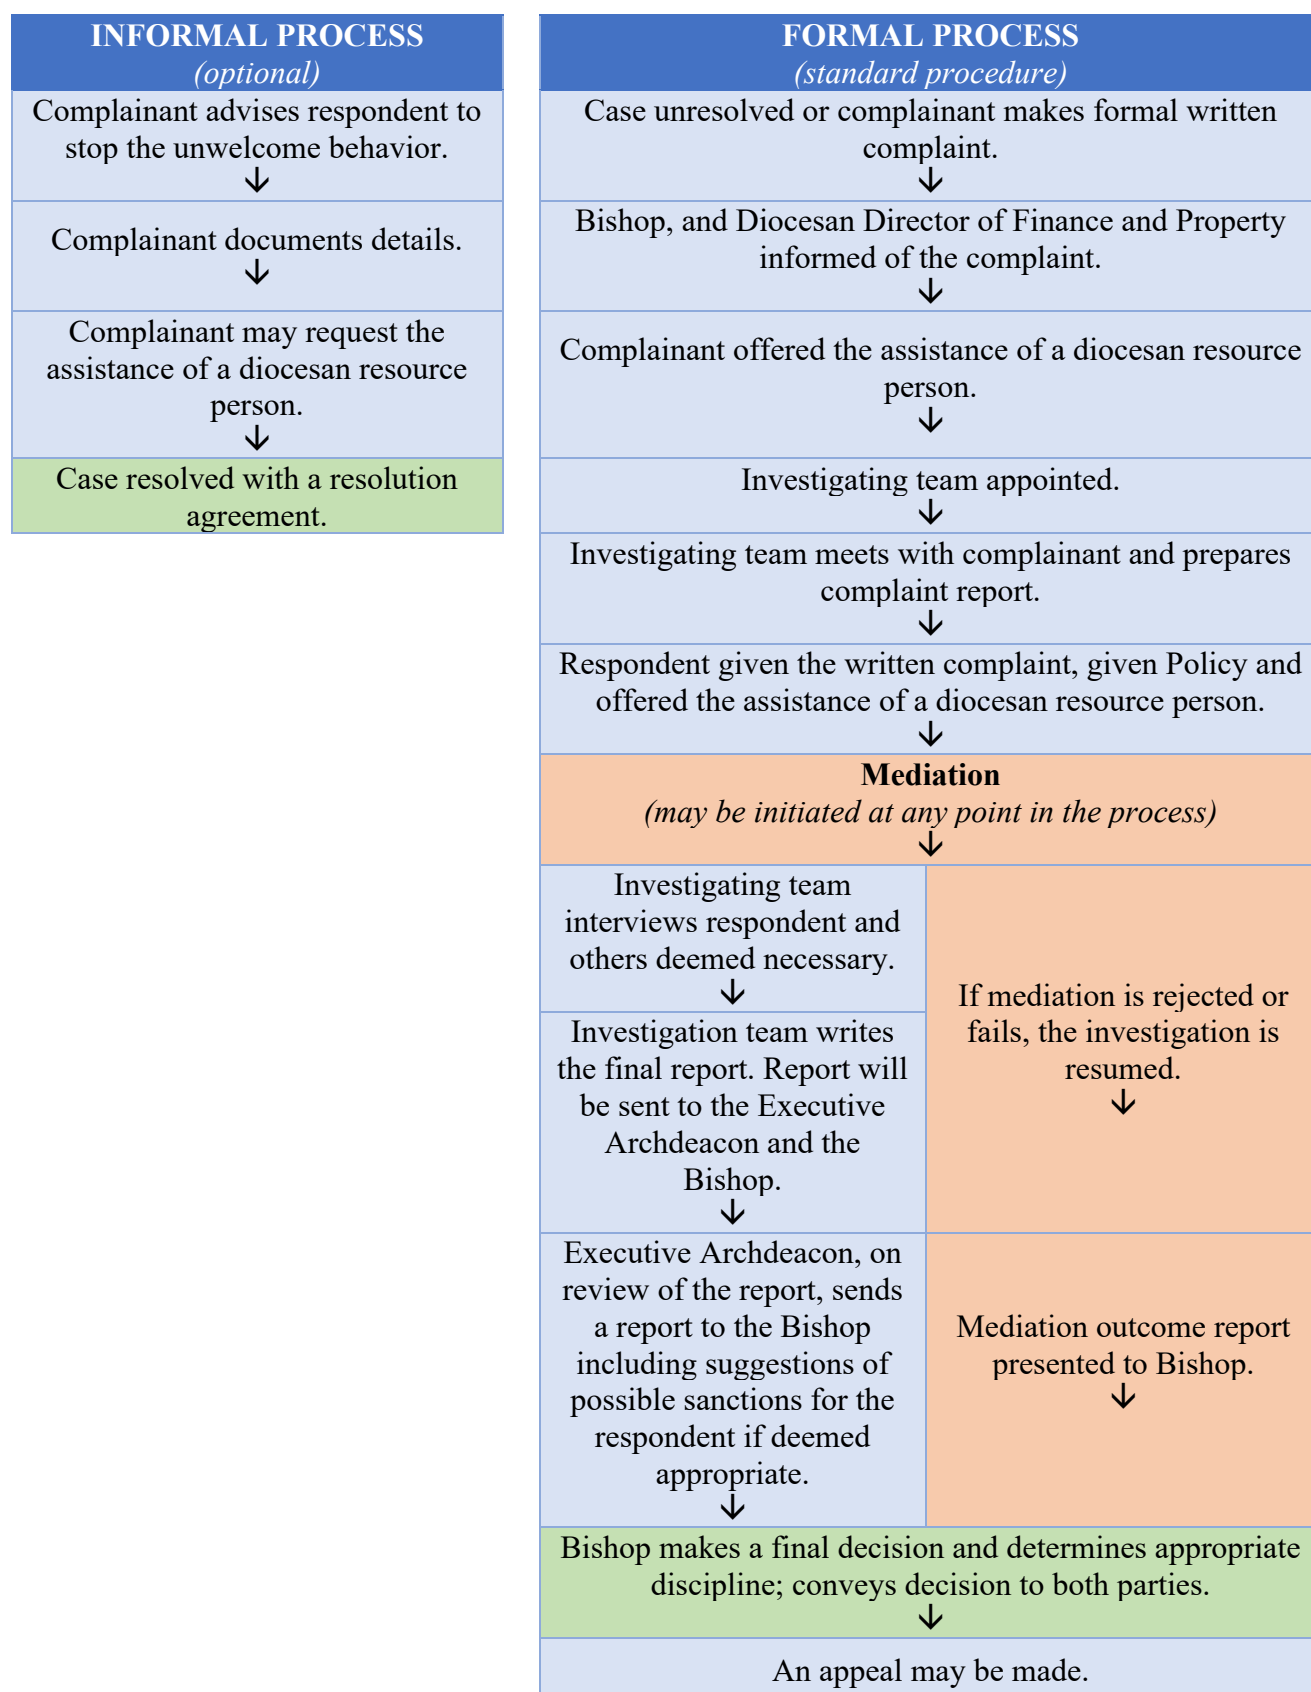 INFORMAL PROCESS
(optional)
Complainant advises respondent to
stop the unwelcome behavior.
↓
Complainant documents details.
↓
Complainant may request the
assistance of a diocesan resource
person.
↓
Case resolved with a resolution
agreement.
FORMAL PROCESS
(standard procedure)
Case unresolved or complainant makes formal written
complaint.
↓
Bishop, and Diocesan Director of Finance and Property
informed of the complaint.
↓
Complainant offered the assistance of a diocesan resource
person.
↓
Investigating team appointed.
↓
Investigating team meets with complainant and prepares
complaint report.
↓
Respondent given the written complaint, given Policy and
offered the assistance of a diocesan resource person.
↓
Mediation
(may be initiated at any point in the process)
↓
Investigating team
interviews respondent and
others deemed necessary.
↓
Investigation team writes
the final report. Report will
be sent to the Executive
Archdeacon and the
Bishop.
↓
Executive Archdeacon, on
review of the report, sends
a report to the Bishop
including suggestions of
possible sanctions for the
respondent if deemed
appropriate.
↓
If mediation is rejected or
fails, the investigation is
resumed.
↓
Mediation outcome report
presented to Bishop.
↓
Bishop makes a final decision and determines appropriate
discipline; conveys decision to both parties.
↓
An appeal may be made.